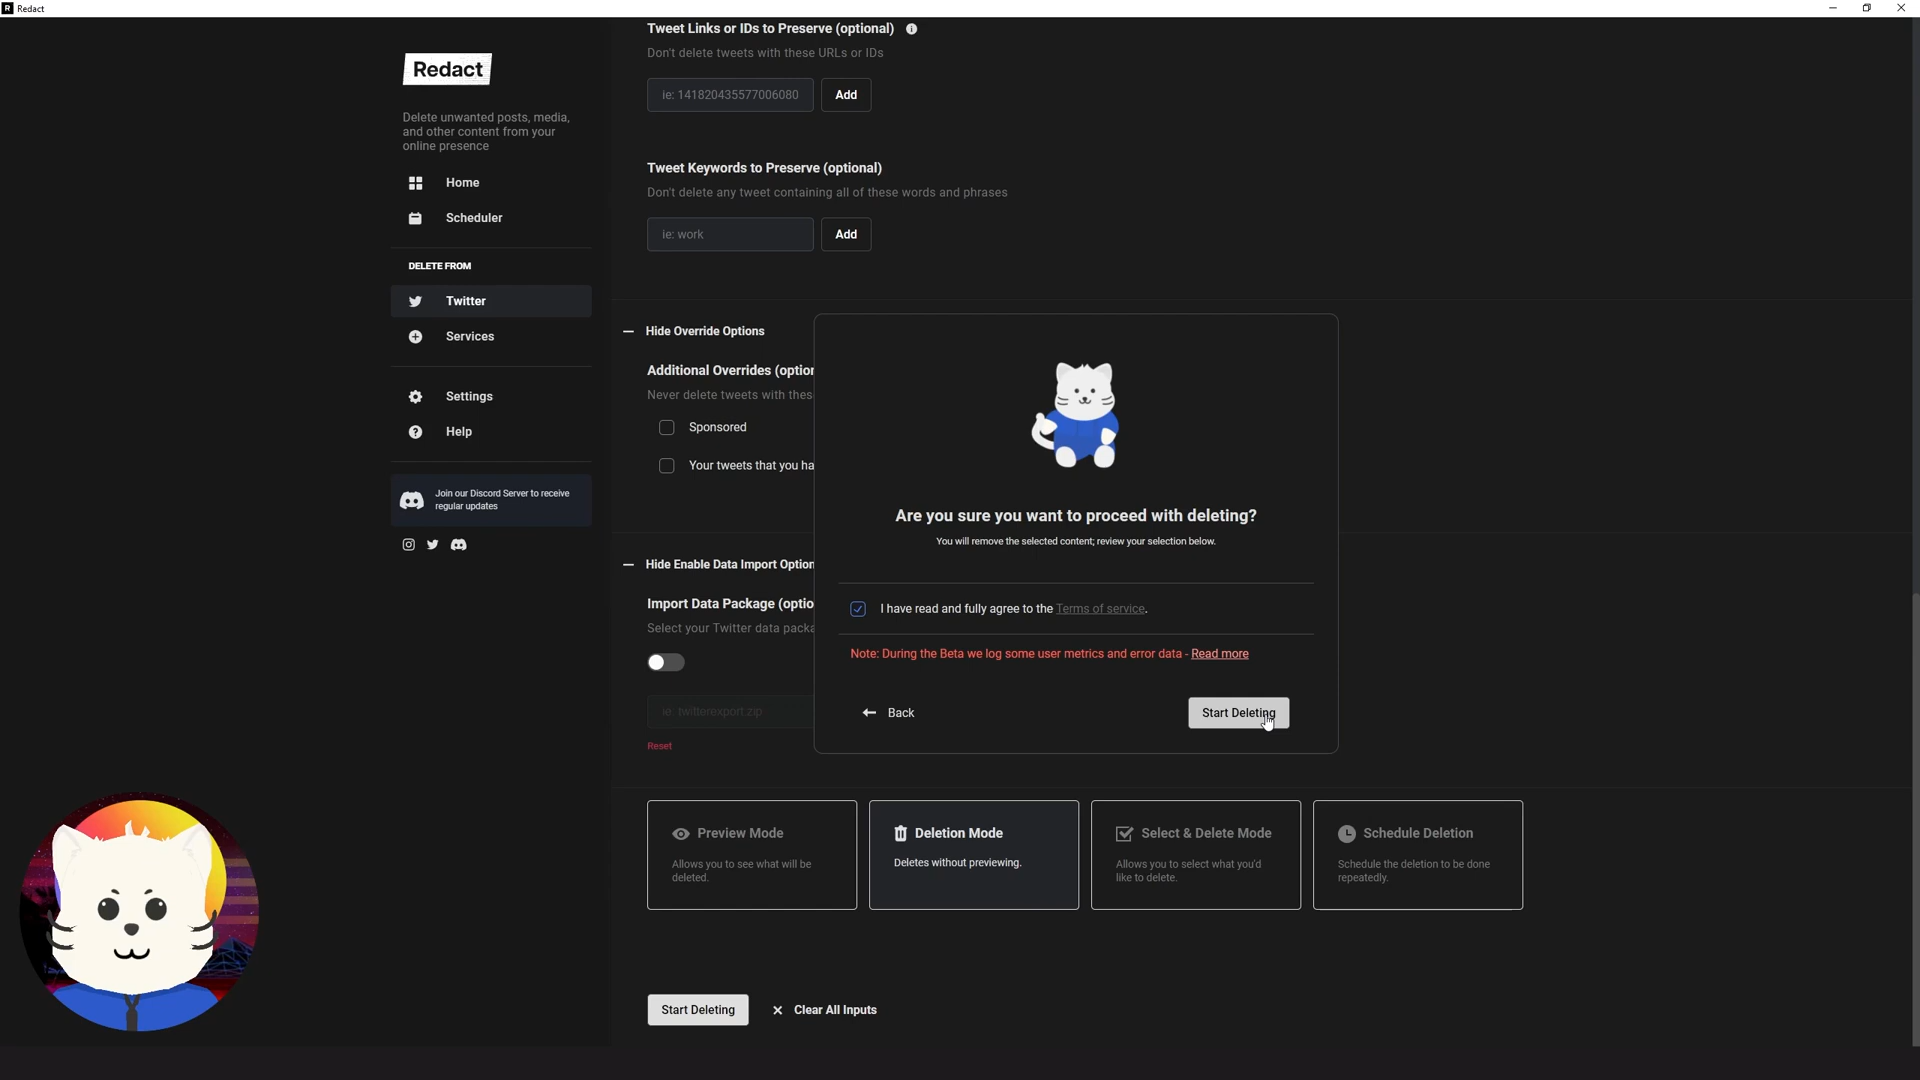 Redact
Redact
Delete unwanted posts, media,
and other content from your
online presence
Home
Scheduler
DELETE FROM
Twitter
Services
Settings
Help
Join our Discord Server to receive
regular updates
Tweet Links or IDs to Preserve (optional)
Don't delete tweets with these URLs or IDs
ie: 141820435577006080
Add
Tweet Keywords to Preserve (optional)
Don't delete any tweet containing all of these words and phrases
ie: work
Add
Hide Override Options
Additional Overrides (option
Never delete tweets with thes
Sponsored
Your tweets that you ha
Hide Enable Data Import Option
Import Data Package (optio
Select your Twitter data packa
ie: twitterexport.zip
Reset
Are you sure you want to proceed with deleting?
You will remove the selected content; review your selection below.
I have read and fully agree to the Terms of service.
Note: During the Beta we log some user metrics and error data - Read more
Back
Start Deleting
Preview Mode
Allows you to see what will be
deleted.
Deletion Mode
Deletes without previewing.
Select & Delete Mode
Allows you to select what you'd
like to delete.
Schedule Deletion
Schedule the deletion to be done
repeatedly.
Start Deleting
Clear All Inputs